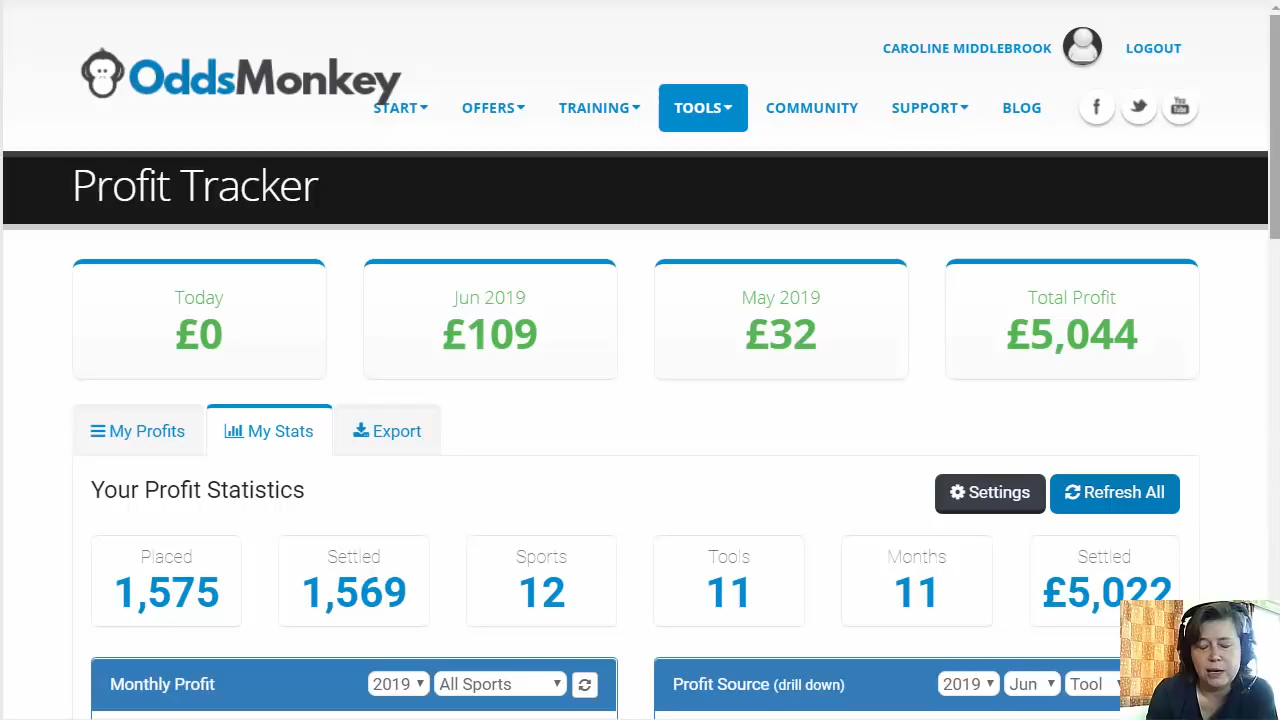 CAROLINE MIDDLEBROOK LOGOUT
OddsMonkey
START OFFERS TRAINING TOOLS COMMUNITY SUPPORT BLOG
Profit Tracker
Today Jun 2019 May 2019 Total Profit
£0 £109 £32 £5,044
My Profits My Stats Export
Your Profit Statistics Settings Refresh All
Placed Settled Sports Tools Months Settled
1,575 1,569 12 11 11 £5,022
Monthly Profit 2019 All Sports Profit Source (drill down) 2019 Jun Tool